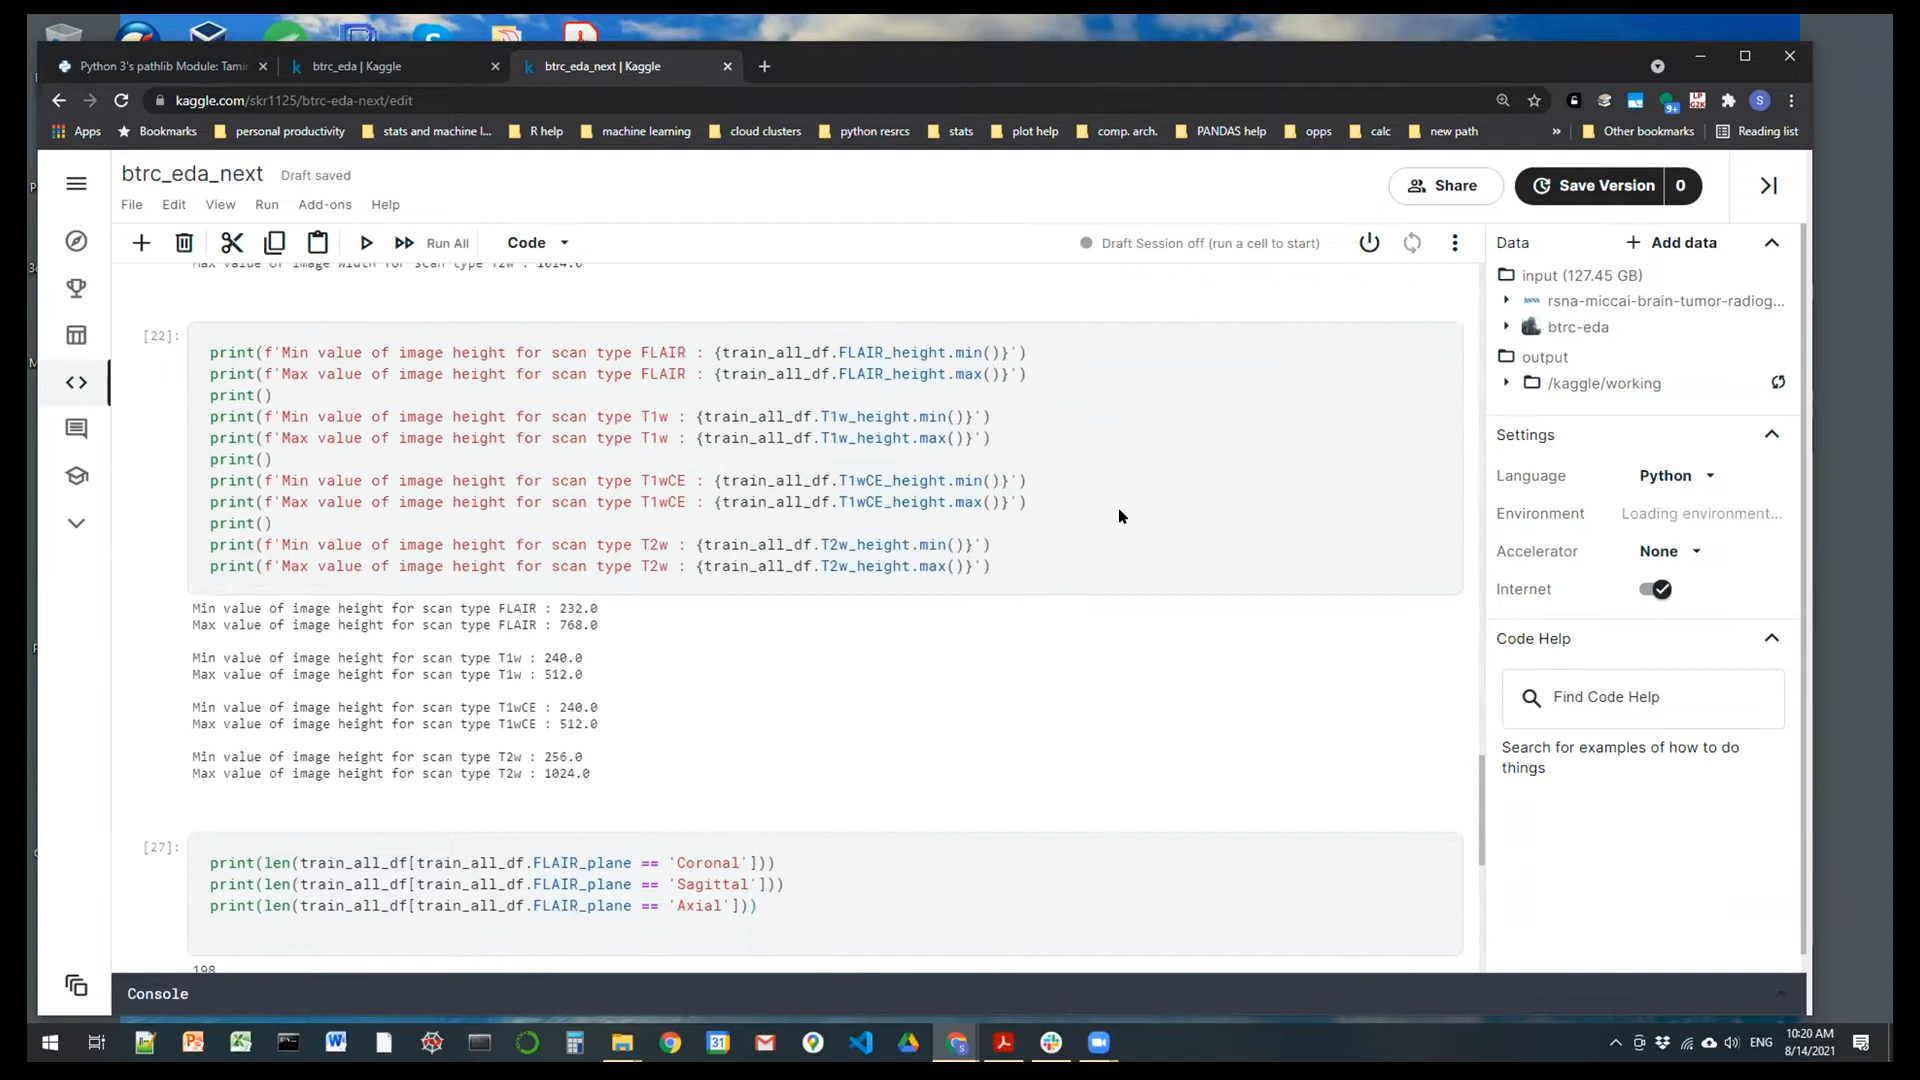 Python 3's pathlib Module: Tami
btrc_eda | Kaggle
btrc_eda_next | Kaggle
kaggle.com/skr1125/btrc-eda-next/edit
Apps
Bookmarks
personal productivity
stats and machine l...
R help
machine learning
cloud clusters
python resrcs
stats
plot help
comp. arch.
PANDAS help
opps
calc
new path
»
Other bookmarks
Reading list
btrc_eda_next Draft saved
Share
Save Version 0
File Edit View Run Add-ons Help
Run All
Code
Draft Session off (run a cell to start)
Max value of image width for scan type T2w : 1014.0
[22]:
print(f'Min value of image height for scan type FLAIR : {train_all_df.FLAIR_height.min()}')
print(f'Max value of image height for scan type FLAIR : {train_all_df.FLAIR_height.max()}')
print()
print(f'Min value of image height for scan type T1w : {train_all_df.T1w_height.min()}')
print(f'Max value of image height for scan type T1w : {train_all_df.T1w_height.max()}')
print()
print(f'Min value of image height for scan type T1wCE : {train_all_df.T1wCE_height.min()}')
print(f'Max value of image height for scan type T1wCE : {train_all_df.T1wCE_height.max()}')
print()
print(f'Min value of image height for scan type T2w : {train_all_df.T2w_height.min()}')
print(f'Max value of image height for scan type T2w : {train_all_df.T2w_height.max()}')
Min value of image height for scan type FLAIR : 232.0
Max value of image height for scan type FLAIR : 768.0
Min value of image height for scan type T1w : 240.0
Max value of image height for scan type T1w : 512.0
Min value of image height for scan type T1wCE : 240.0
Max value of image height for scan type T1wCE : 512.0
Min value of image height for scan type T2w : 256.0
Max value of image height for scan type T2w : 1024.0
[27]:
print(len(train_all_df[train_all_df.FLAIR_plane == 'Coronal']))
print(len(train_all_df[train_all_df.FLAIR_plane == 'Sagittal']))
print(len(train_all_df[train_all_df.FLAIR_plane == 'Axial']))
198
Console
Data
Add data
input (127.45 GB)
rsna-miccai-brain-tumor-radiog...
btrc-eda
output
/kaggle/working
Settings
Language Python
Environment Loading environment...
Accelerator None
Internet
Code Help
Find Code Help
Search for examples of how to do
things
ENG
10:20 AM
8/14/2021